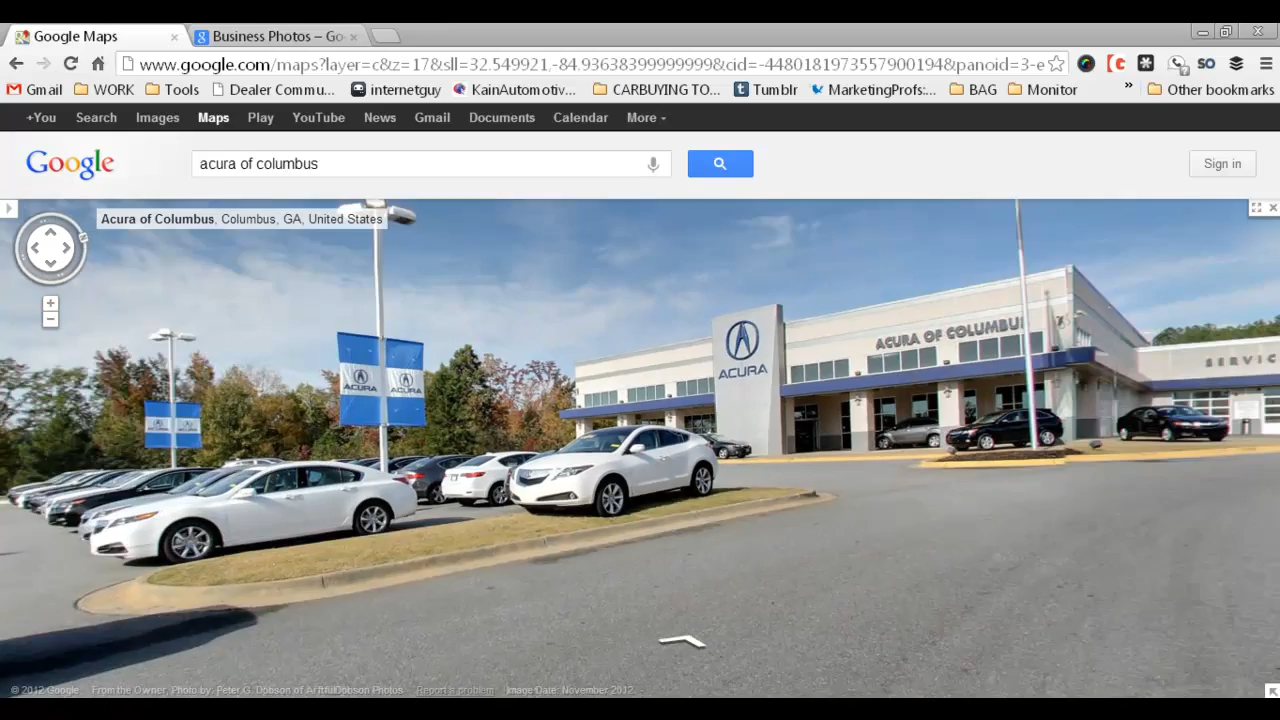 Google Maps
Business Photos – Go
www.google.com/maps?layer=c&z=17&sll=32.549921,-84.93638399999999&cid=-4480181973557900194&panoid=3-e
Gmail WORK Tools Dealer Commu... internetguy KainAutomotiv... CARBUYING TO... Tumblr MarketingProfs:... BAG Monitor » Other bookmarks
+You Search Images Maps Play YouTube News Gmail Documents Calendar More
Google acura of columbus Sign in
Acura of Columbus, Columbus, GA, United States
ACURA OF COLUMBUS
SERVIC
ACURA
ACURA ACURA
© 2012 Google From the Owner, Photo by: Peter G. Dobson of ArtfulDobson Photos Report a problem Image Date: November 2012